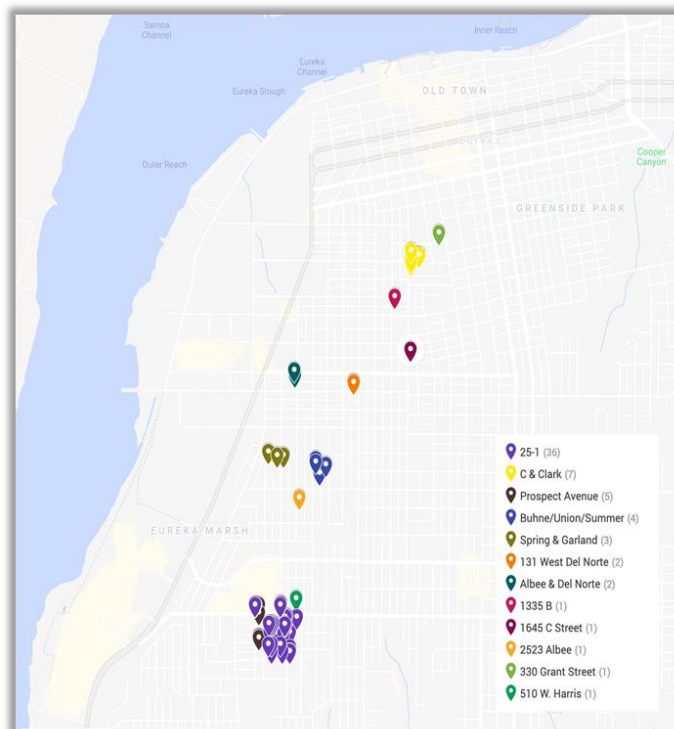 Samoa
Channel
Inner Reach
Eureka
Channel
Eureka Slough
OLD TOWN
Eureka
Cooper
Canyon
Outer Reach
GREENSIDE PARK
EUREKA MARSH
25-1 (36)
C & Clark (7)
Prospect Avenue (5)
Buhne/Union/Summer (4)
Spring & Garland (3)
131 West Del Norte (2)
Albee & Del Norte (2)
1335 B (1)
1645 C Street (1)
2523 Albee (1)
330 Grant Street (1)
510 W. Harris (1)